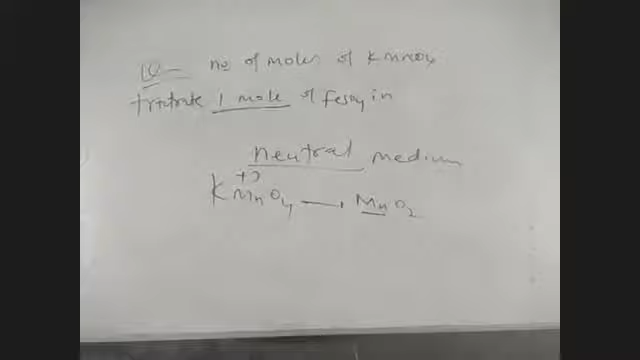 Q- no of moles of KMnO4
titrate 1 mole of FeSO4 in
neutral medium
+7
KMnO4 → MnO2